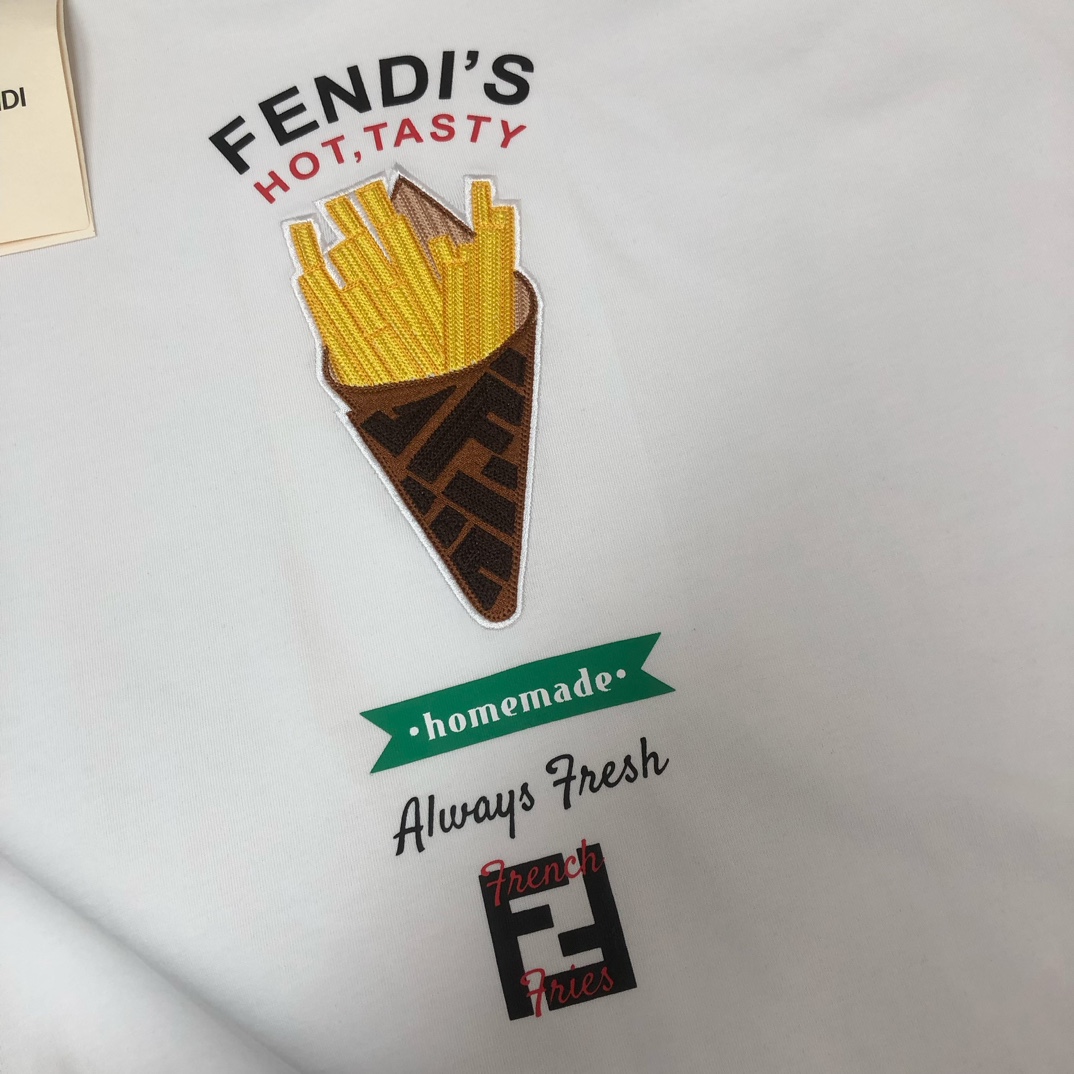 FENDI'S
HOT, TASTY
•homemade•
Always Fresh
French
Fries